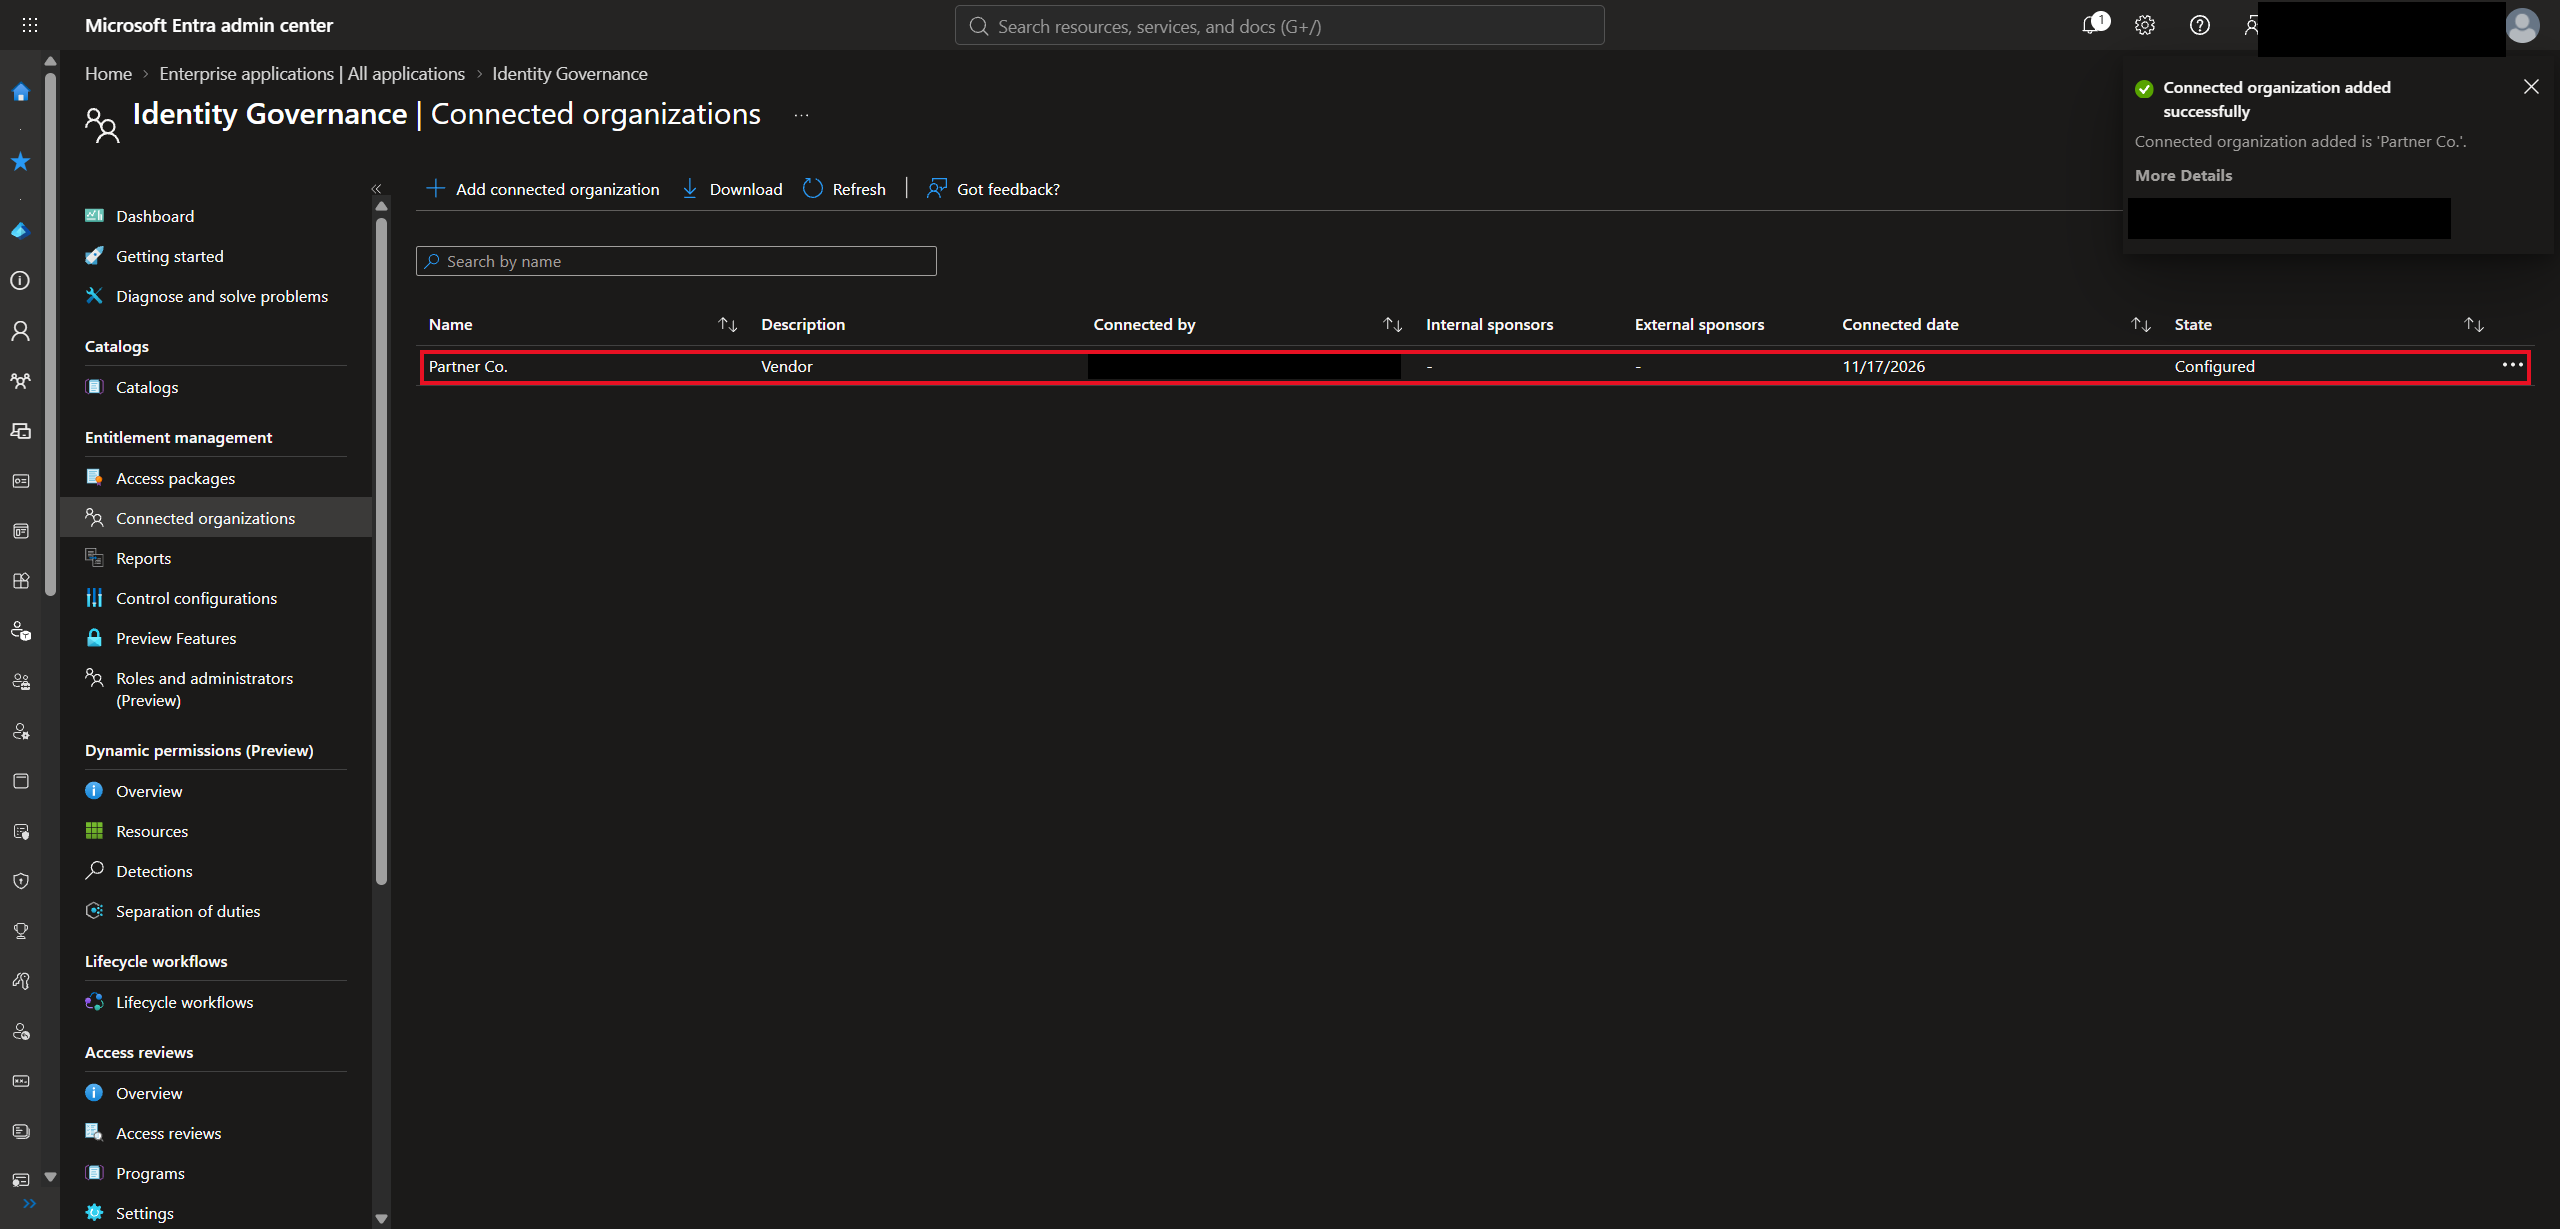 Microsoft Entra admin center
Search resources, services, and docs (G+/)
1
Home > Enterprise applications | All applications > Identity Governance
Identity Governance | Connected organizations
...
Connected organization added
successfully
Connected organization added is 'Partner Co.'.
More Details
Add connected organization
Download
Refresh
Got feedback?
Search by name
Name
Description
Connected by
Internal sponsors
External sponsors
Connected date
State
Partner Co.
Vendor
-
-
11/17/2026
Configured
...
Dashboard
Getting started
Diagnose and solve problems
Catalogs
Catalogs
Entitlement management
Access packages
Connected organizations
Reports
Control configurations
Preview Features
Roles and administrators
(Preview)
Dynamic permissions (Preview)
Overview
Resources
Detections
Separation of duties
Lifecycle workflows
Lifecycle workflows
Access reviews
Overview
Access reviews
Programs
Settings